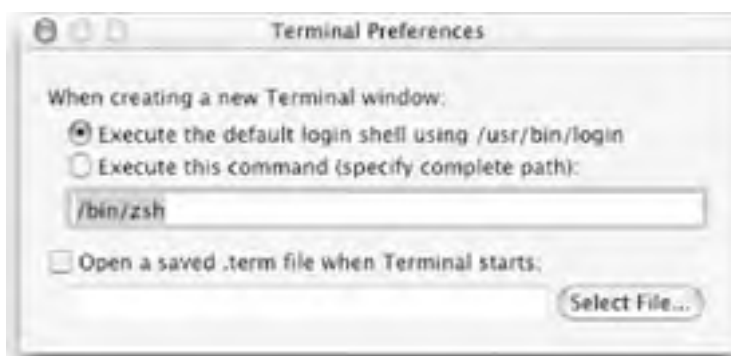 Terminal Preferences
When creating a new Terminal window:
Execute the default login shell using /usr/bin/login
Execute this command (specify complete path):
/bin/zsh
Open a saved .term file when Terminal starts:
Select File...